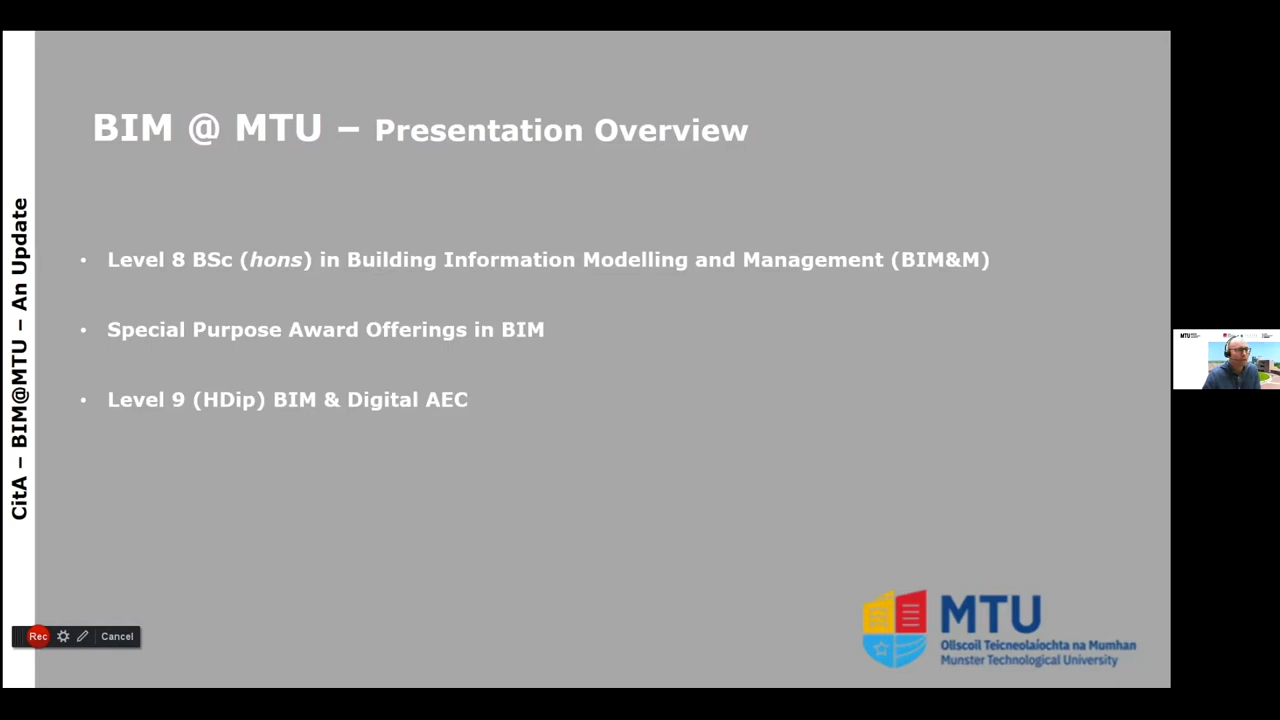 BIM @ MTU – Presentation Overview
CitA – BIM@MTU – An Update
• Level 8 BSc (hons) in Building Information Modelling and Management (BIM&M)
• Special Purpose Award Offerings in BIM
• Level 9 (HDip) BIM & Digital AEC
Rec Cancel
MTU
Ollscoil Teicneolaíochta na Mumhan
Munster Technological University
MTU